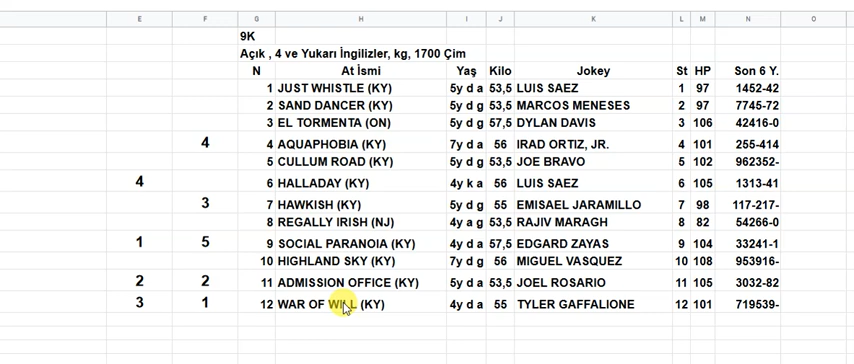 E F G H I J K L M N O
9K
Açık , 4 ve Yukarı İngilizler, kg, 1700 Çim
N At İsmi Yaş Kilo Jokey St HP Son 6 Y.
1 JUST WHISTLE (KY) 5y d a 53,5 LUIS SAEZ 1 97 1452-42
2 SAND DANCER (KY) 5y d g 53,5 MARCOS MENESES 2 97 7745-72
3 EL TORMENTA (ON) 5y d g 57,5 DYLAN DAVIS 3 106 42416-0
4 4 AQUAPHOBIA (KY) 7y d a 56 IRAD ORTIZ, JR. 4 101 255-414
5 CULLUM ROAD (KY) 5y d g 53,5 JOE BRAVO 5 102 962352-
4 6 HALLADAY (KY) 4y k a 56 LUIS SAEZ 6 105 1313-41
3 7 HAWKISH (KY) 5y d g 55 EMISAEL JARAMILLO 7 98 117-217-
8 REGALLY IRISH (NJ) 4y a g 53,5 RAJIV MARAGH 8 82 54266-0
1 5 9 SOCIAL PARANOIA (KY) 4y d a 57,5 EDGARD ZAYAS 9 104 33241-1
10 HIGHLAND SKY (KY) 7y d g 56 MIGUEL VASQUEZ 10 108 953916-
2 2 11 ADMISSION OFFICE (KY) 5y d a 53,5 JOEL ROSARIO 11 105 3032-82
3 1 12 WAR OF WILL (KY) 4y d a 55 TYLER GAFFALIONE 12 101 719539-